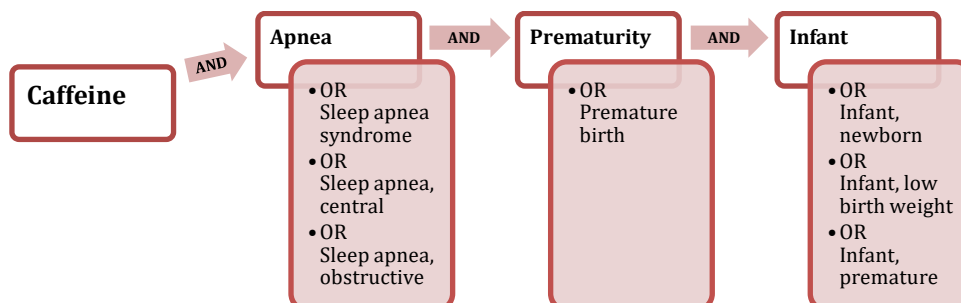 Caffeine
AND
Apnea
• OR
Sleep apnea
syndrome
• OR
Sleep apnea,
central
• OR
Sleep apnea,
obstructive
AND
Prematurity
• OR
Premature
birth
AND
Infant
• OR
Infant,
newborn
• OR
Infant, low
birth weight
• OR
Infant,
premature